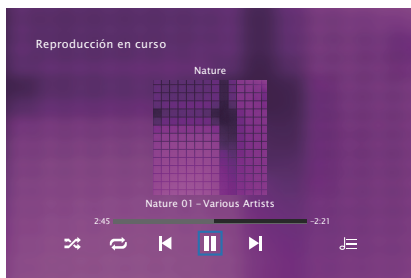 Reproducción en curso
Nature
Nature 01 – Various Artists
2:45
–2:21